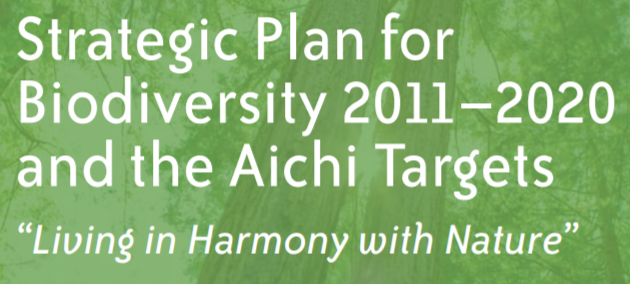 Strategic Plan for
Biodiversity 2011–2020
and the Aichi Targets
“Living in Harmony with Nature”